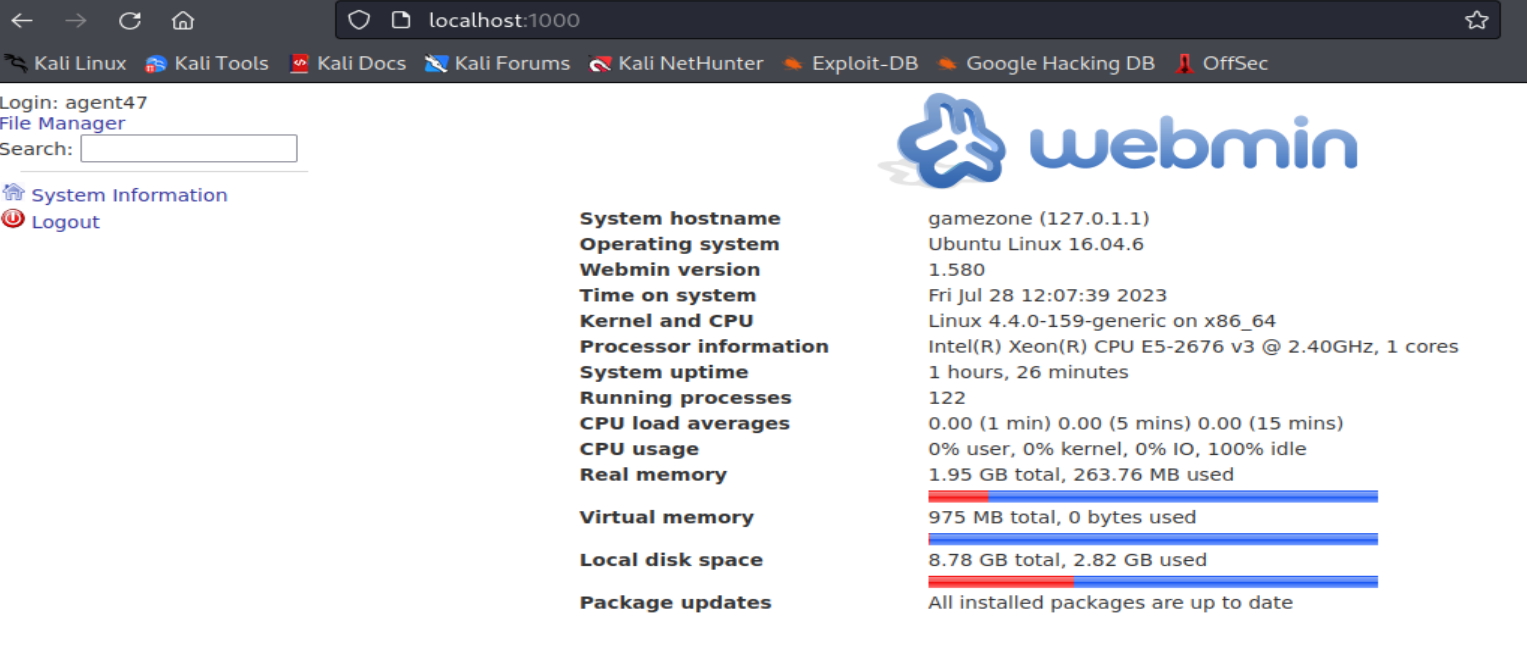 localhost:1000
Kali Linux Kali Tools Kali Docs Kali Forums Kali NetHunter Exploit-DB Google Hacking DB OffSec
Login: agent47
File Manager
Search:
System Information
Logout
webmin
System hostname gamezone (127.0.1.1)
Operating system Ubuntu Linux 16.04.6
Webmin version 1.580
Time on system Fri Jul 28 12:07:39 2023
Kernel and CPU Linux 4.4.0-159-generic on x86_64
Processor information Intel(R) Xeon(R) CPU E5-2676 v3 @ 2.40GHz, 1 cores
System uptime 1 hours, 26 minutes
Running processes 122
CPU load averages 0.00 (1 min) 0.00 (5 mins) 0.00 (15 mins)
CPU usage 0% user, 0% kernel, 0% IO, 100% idle
Real memory 1.95 GB total, 263.76 MB used
Virtual memory 975 MB total, 0 bytes used
Local disk space 8.78 GB total, 2.82 GB used
Package updates All installed packages are up to date